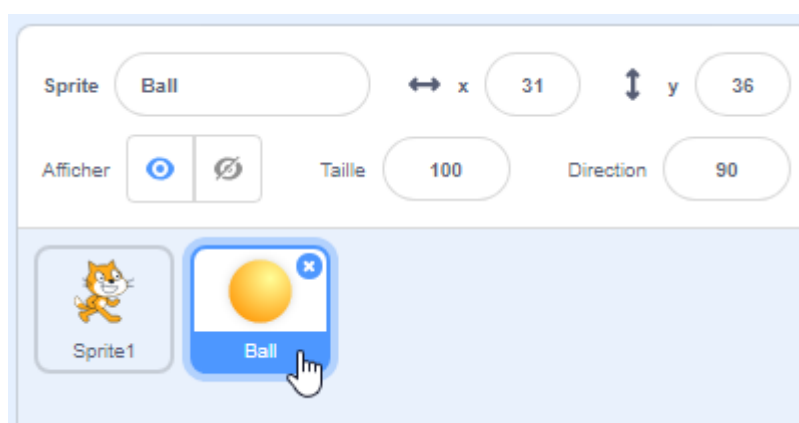 Sprite Ball x 31 y 36
Afficher Taille 100 Direction 90
Sprite1 Ball